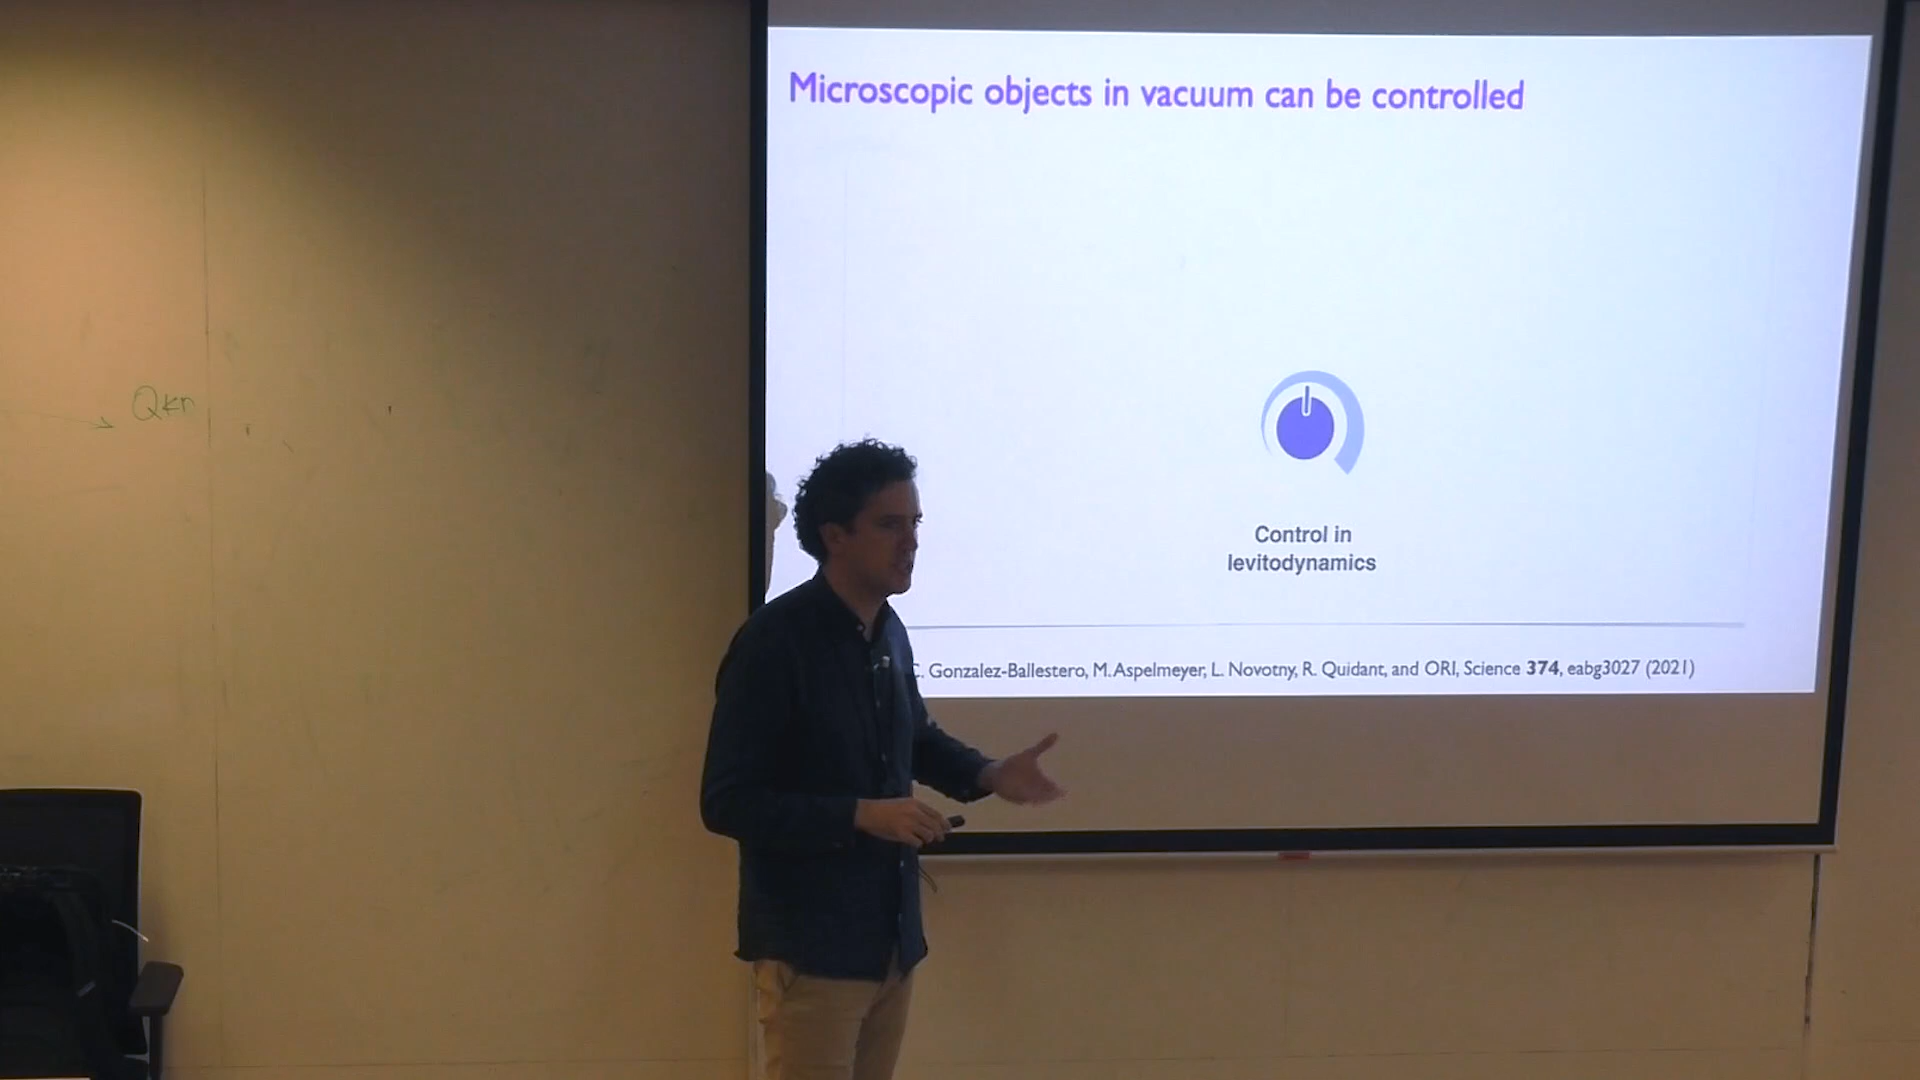 Microscopic objects in vacuum can be controlled
Qkn
Control in
levitodynamics
C. Gonzalez-Ballestero, M. Aspelmeyer, L. Novotny, R. Quidant, and ORI, Science 374, eabg3027 (2021)